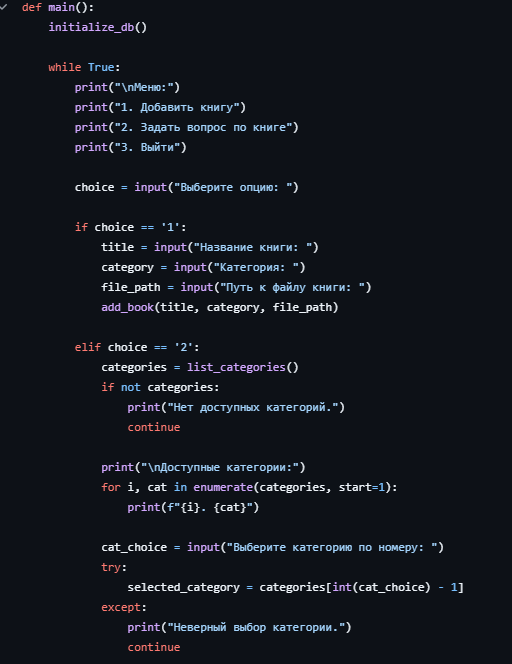 def main():
    initialize_db()

    while True:
        print("\nМеню:")
        print("1. Добавить книгу")
        print("2. Задать вопрос по книге")
        print("3. Выйти")

        choice = input("Выберите опцию: ")

        if choice == '1':
            title = input("Название книги: ")
            category = input("Категория: ")
            file_path = input("Путь к файлу книги: ")
            add_book(title, category, file_path)

        elif choice == '2':
            categories = list_categories()
            if not categories:
                print("Нет доступных категорий.")
                continue

            print("\nДоступные категории:")
            for i, cat in enumerate(categories, start=1):
                print(f"{i}. {cat}")

            cat_choice = input("Выберите категорию по номеру: ")
            try:
                selected_category = categories[int(cat_choice) - 1]
            except:
                print("Неверный выбор категории.")
                continue